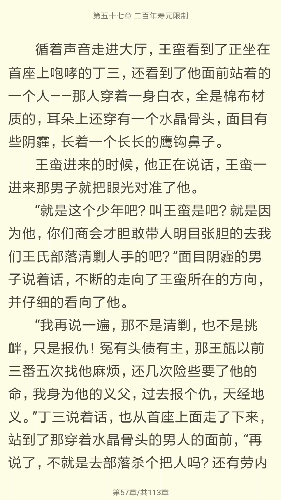 第五十七章 二百年寿元限制
循着声音走进大厅，王蛮看到了正坐在
首座上咆哮的丁三，还看到了他面前站着的
一个人——那人穿着一身白衣，全是棉布材
质的，耳朵上还穿有一个水晶骨头，面目有
些阴霾，长着一个长长的鹰钩鼻子。
王蛮进来的时候，他正在说话，王蛮一
进来那男子就把眼光对准了他。
“就是这个少年吧？叫王蛮是吧？就是因
为他，你们商会才胆敢带人明目张胆的去我
们王氏部落清剿人手的吧？”面目阴霾的男
子说着话，不断的走向了王蛮所在的方向，
并仔细的看向了他。
“我再说一遍，那不是清剿，也不是挑
衅，只是报仇！冤有头债有主，那王瓶以前
三番五次找他麻烦，还几次险些要了他的
命，我身为他的义父，过去报个仇，天经地
义。”丁三说着话，也从首座上面走了下来，
站到了那穿着水晶骨头的男人的面前，“再
说了，不就是去部落杀个把人吗？还有劳内
第57章/共113章